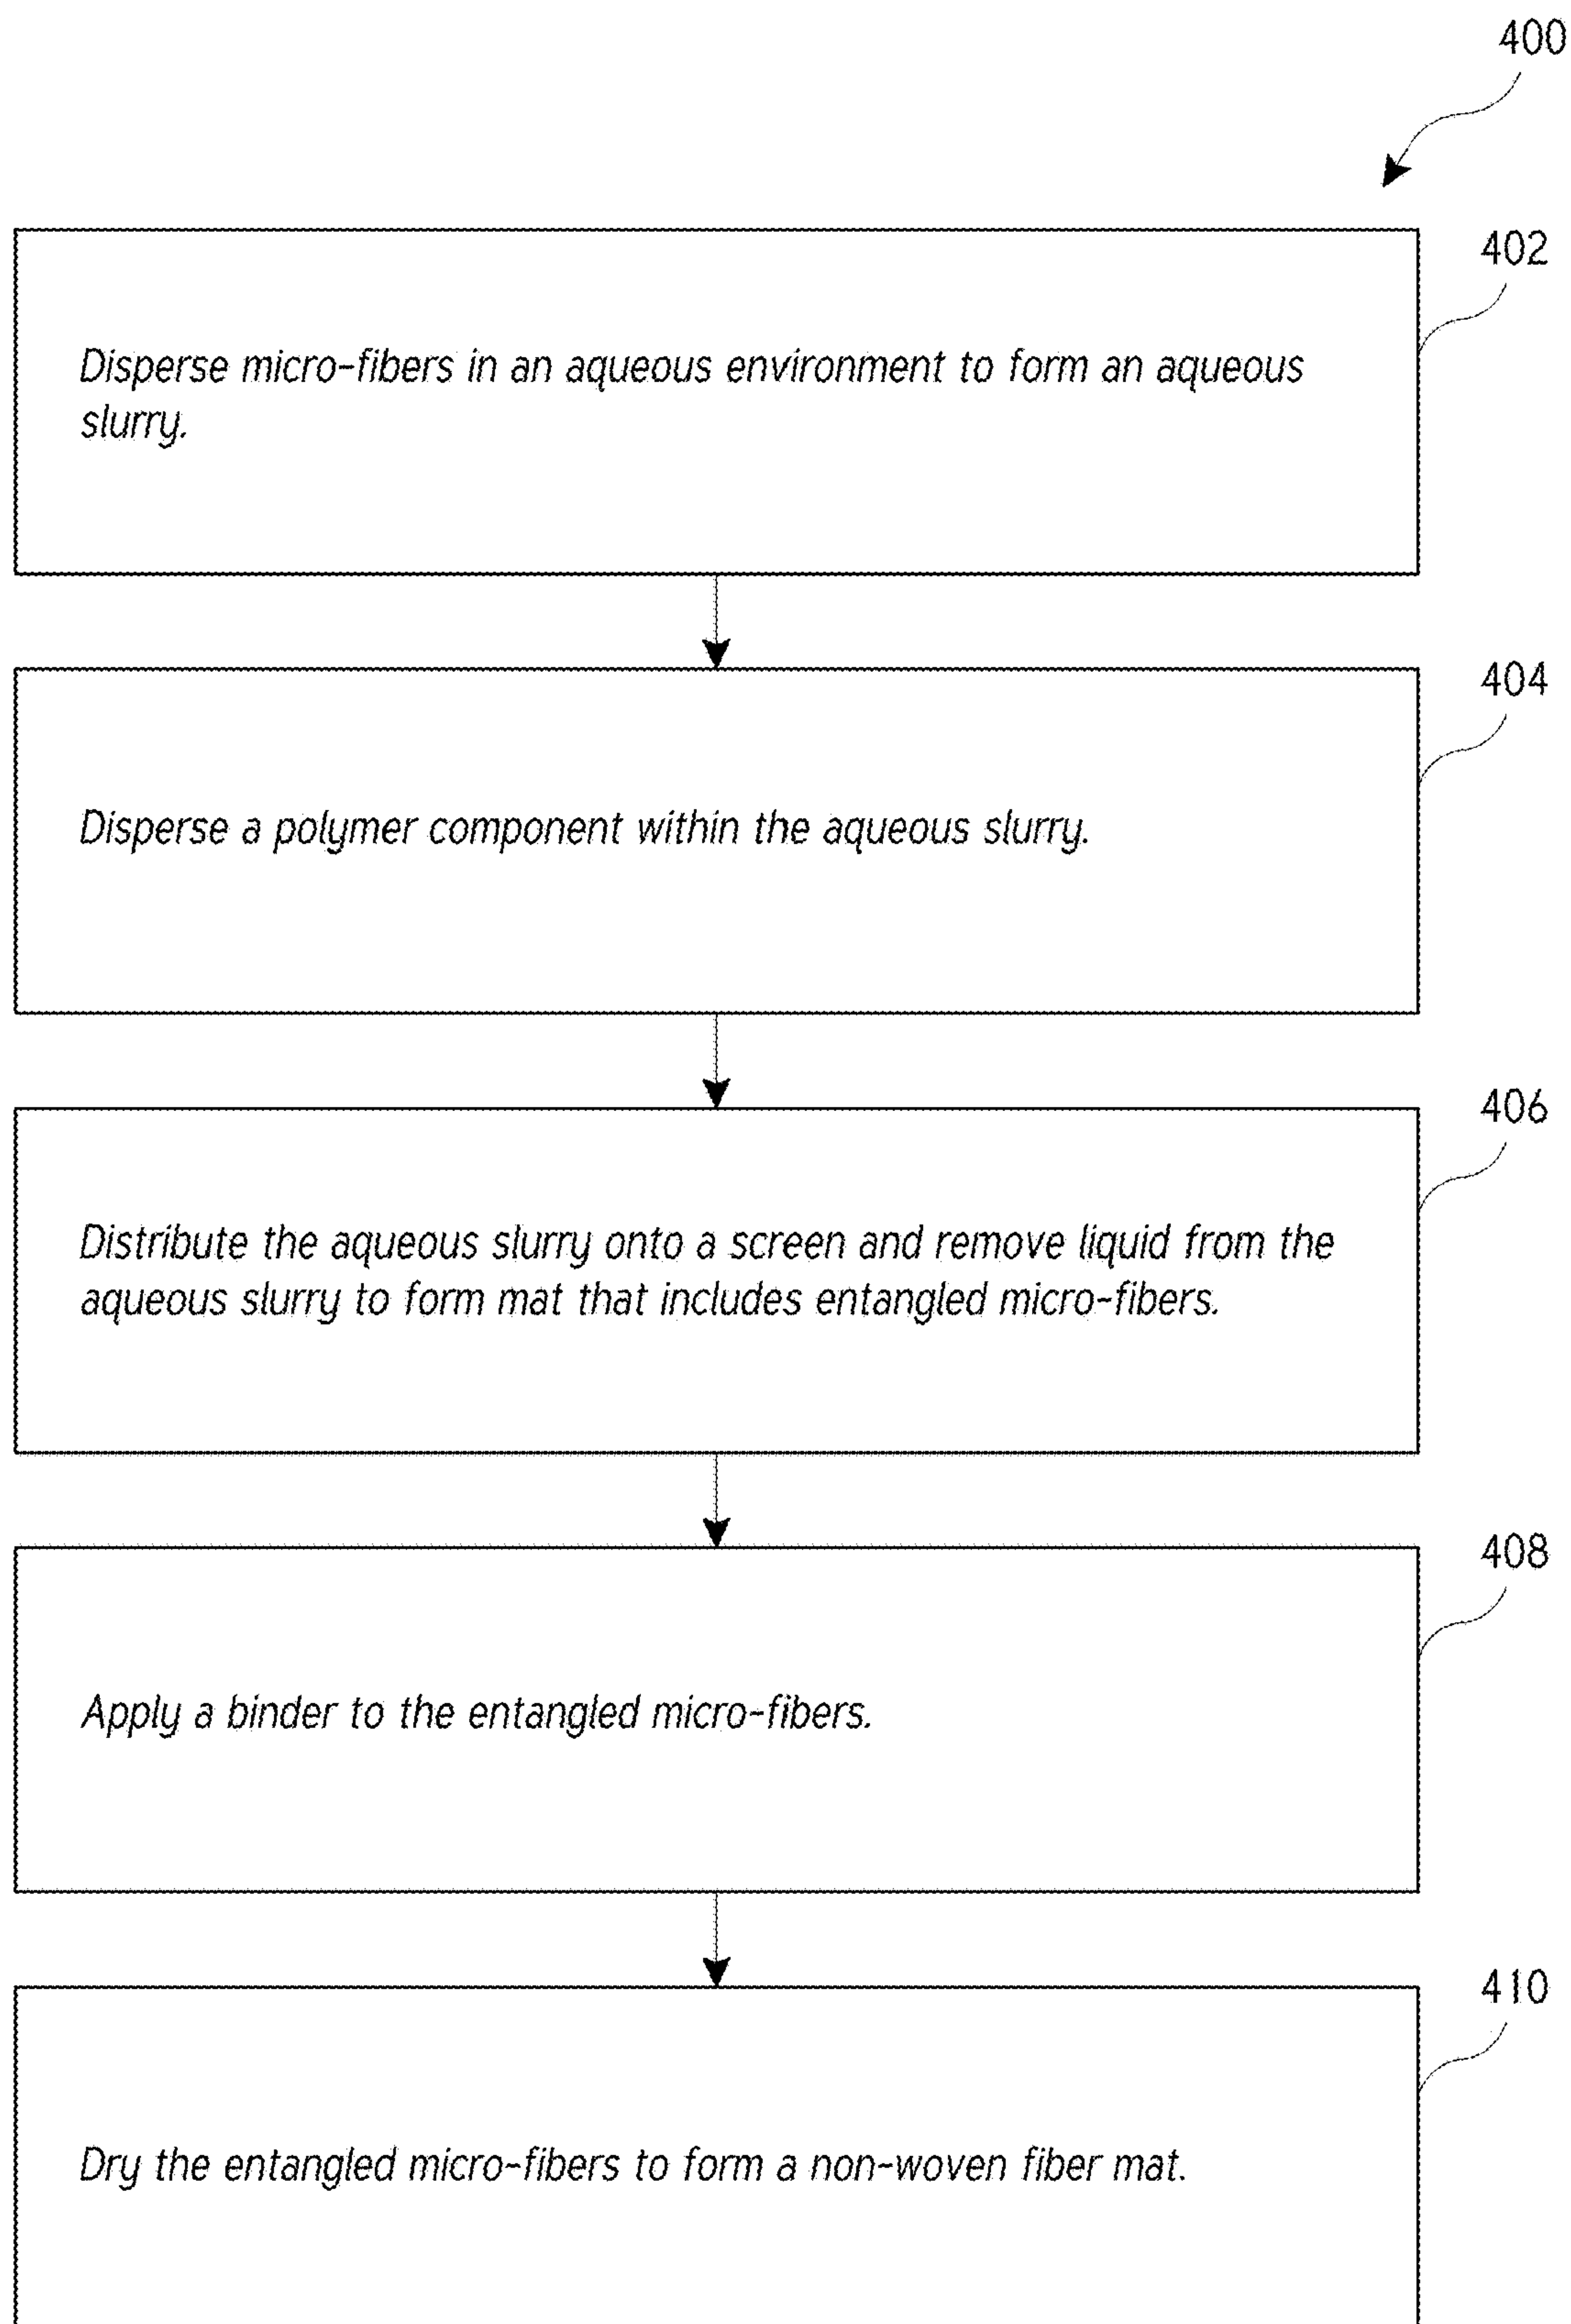 400
402
Disperse micro-fibers in an aqueous environment to form an aqueous
slurry.
404
Disperse a polymer component within the aqueous slurry.
406
Distribute the aqueous slurry onto a screen and remove liquid from the
aqueous slurry to form mat that includes entangled micro-fibers.
408
Apply a binder to the entangled micro-fibers.
410
Dry the entangled micro-fibers to form a non-woven fiber mat.